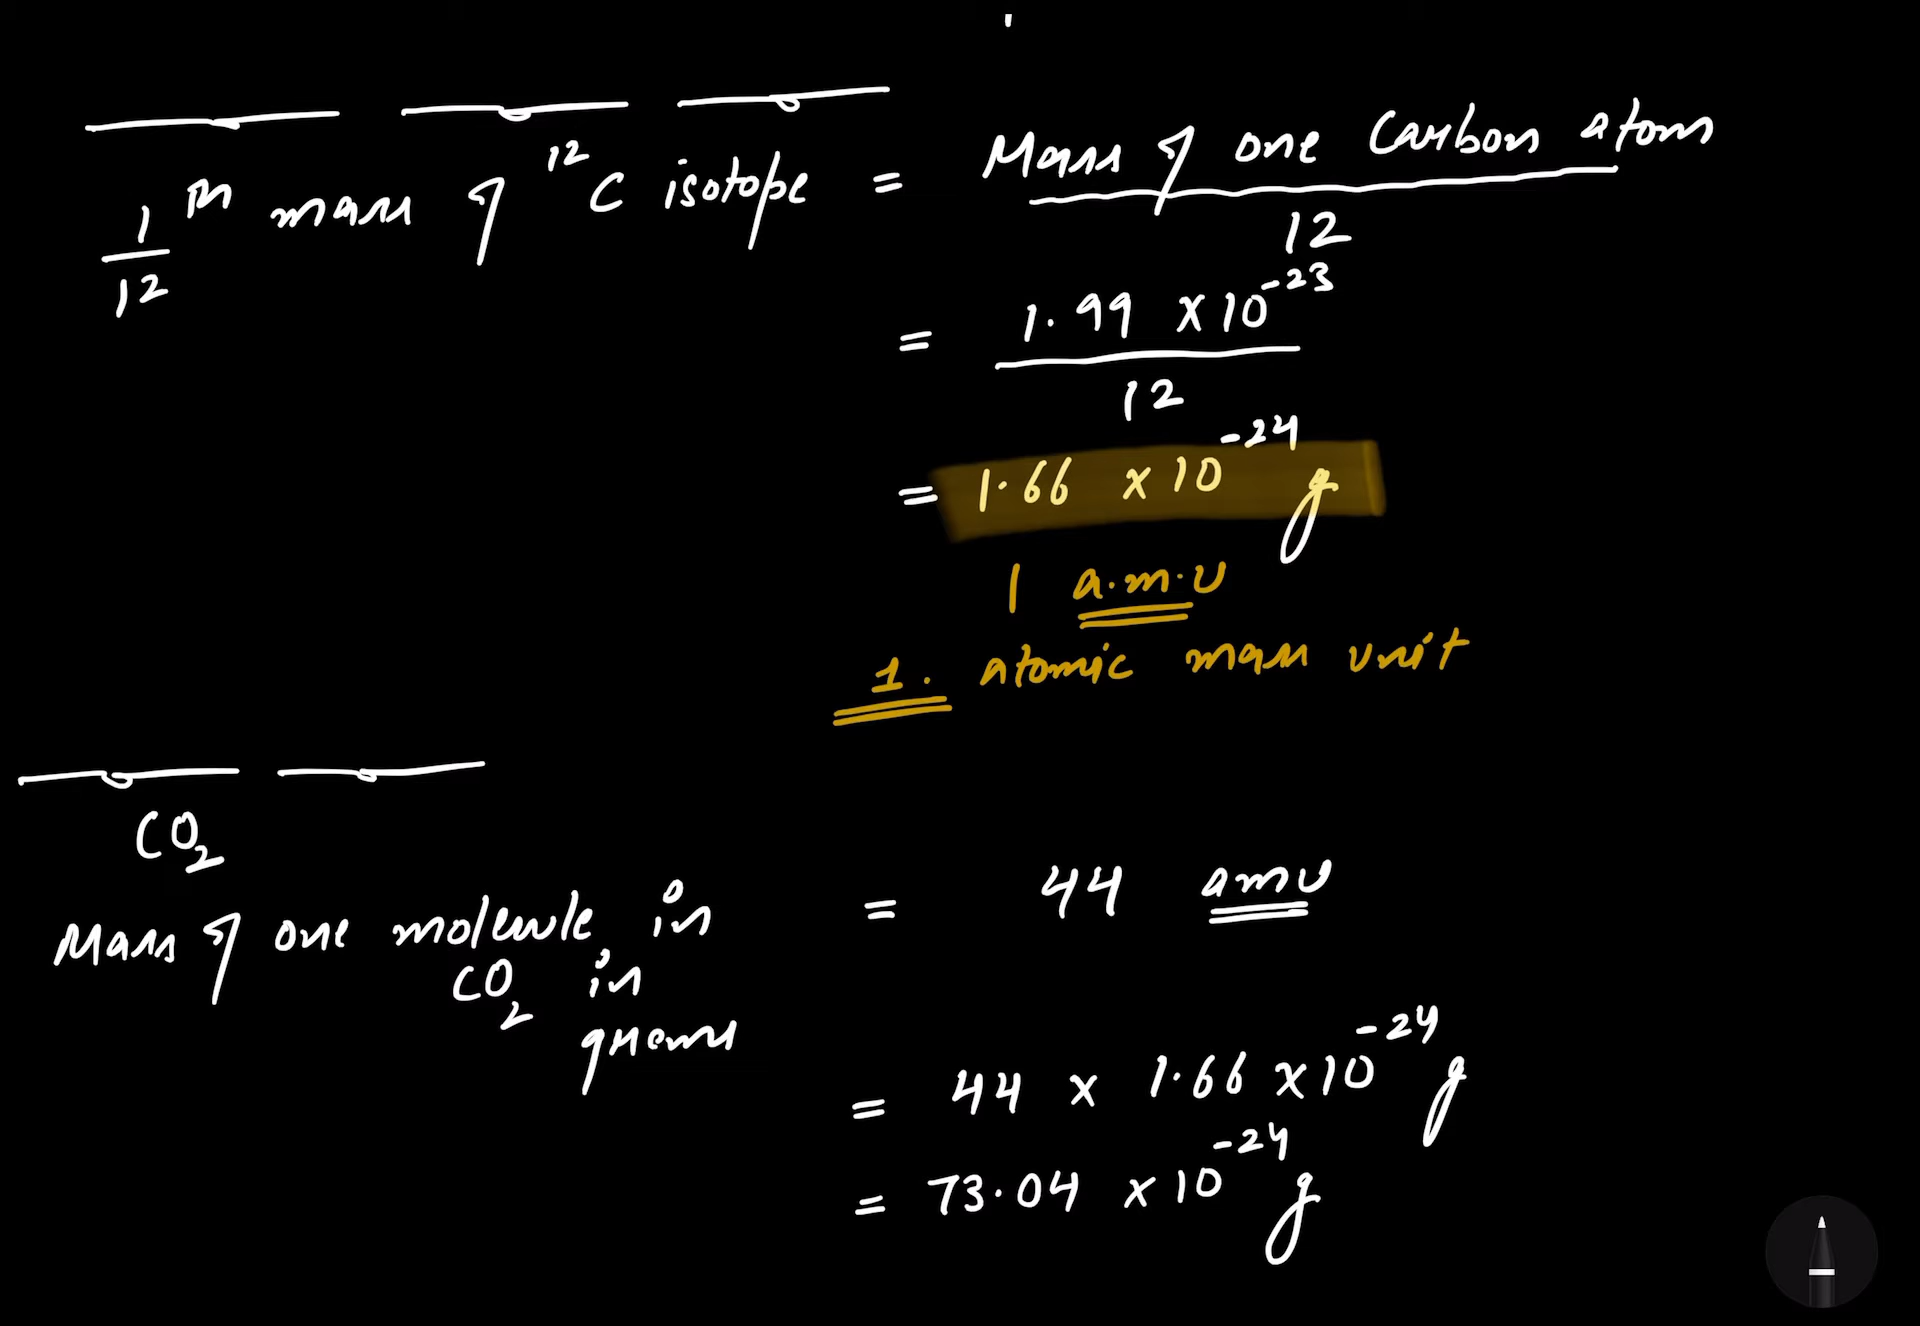 1/12 th mass of ¹²C isotope = Mass of one Carbon atom / 12
= 1.99 × 10⁻²³ / 12
= 1.66 × 10⁻²⁴ g
1 a.m.u
1. atomic mass unit
CO₂
Mass of one molecule in = 44 amu
CO₂ in
grams
= 44 × 1.66 × 10⁻²⁴ g
= 73.04 × 10⁻²⁴ g